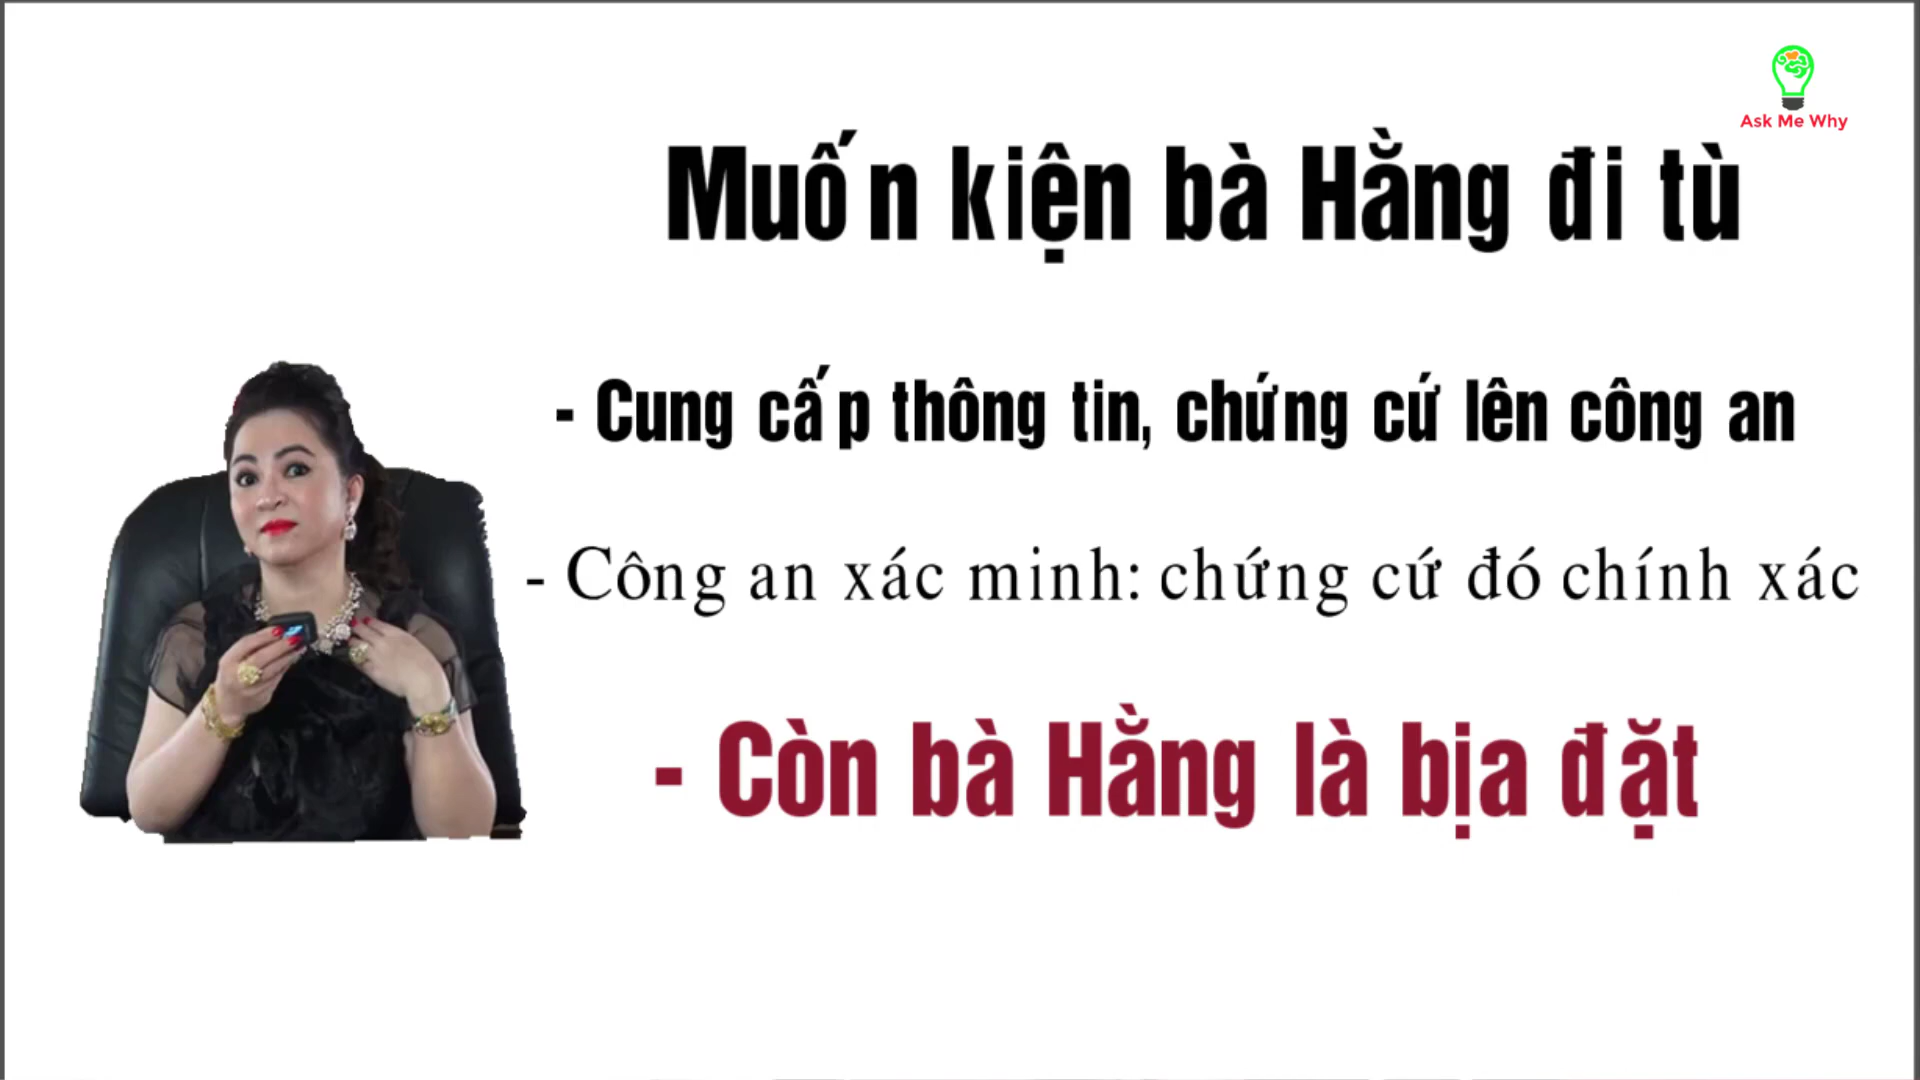 Ask Me Why
Muốn kiện bà Hằng đi tù
- Cung cấp thông tin, chứng cứ lên công an
- Công an xác minh: chứng cứ đó chính xác
- Còn bà Hằng là bịa đặt